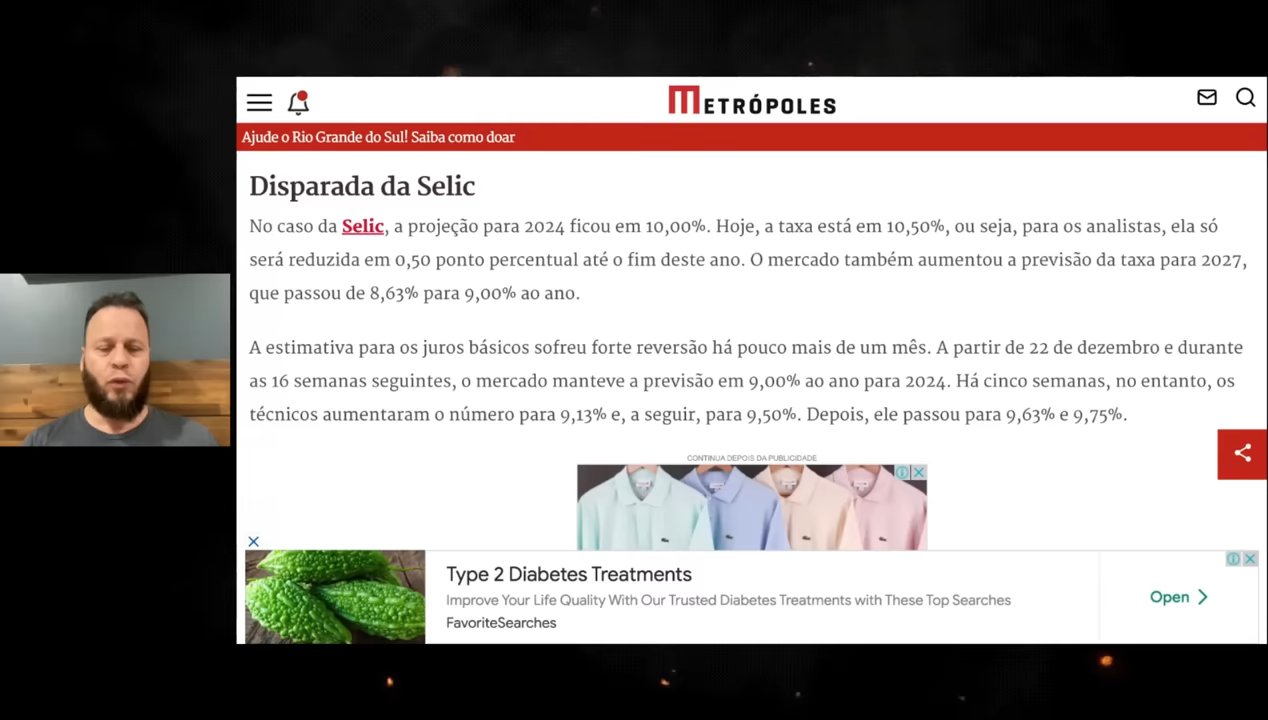 METRÓPOLES
Ajude o Rio Grande do Sul! Saiba como doar
Disparada da Selic
No caso da Selic, a projeção para 2024 ficou em 10,00%. Hoje, a taxa está em 10,50%, ou seja, para os analistas, ela só
será reduzida em 0,50 ponto percentual até o fim deste ano. O mercado também aumentou a previsão da taxa para 2027,
que passou de 8,63% para 9,00% ao ano.
A estimativa para os juros básicos sofreu forte reversão há pouco mais de um mês. A partir de 22 de dezembro e durante
as 16 semanas seguintes, o mercado manteve a previsão em 9,00% ao ano para 2024. Há cinco semanas, no entanto, os
técnicos aumentaram o número para 9,13% e, a seguir, para 9,50%. Depois, ele passou para 9,63% e 9,75%.
CONTINUA DEPOIS DA PUBLICIDADE
Type 2 Diabetes Treatments
Improve Your Life Quality With Our Trusted Diabetes Treatments with These Top Searches
FavoriteSearches
Open